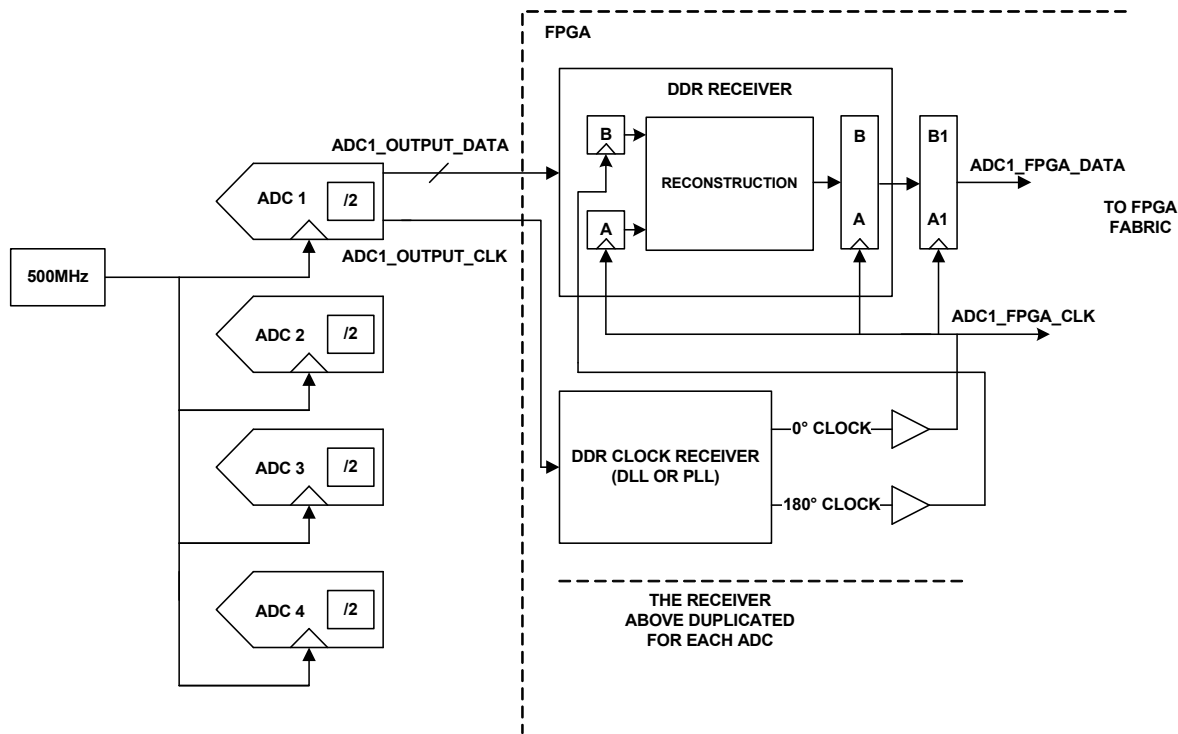 FPGA
DDR RECEIVER
B
B
B1
ADC1_OUTPUT_DATA
ADC1_FPGA_DATA
RECONSTRUCTION
ADC 1
/2
TO FPGA
FABRIC
A
A
A1
ADC1_OUTPUT_CLK
500MHz
ADC1_FPGA_CLK
ADC 2
/2
0° CLOCK
DDR CLOCK RECEIVER
(DLL OR PLL)
ADC 3
/2
180° CLOCK
ADC 4
/2
THE RECEIVER
ABOVE DUPLICATED
FOR EACH ADC